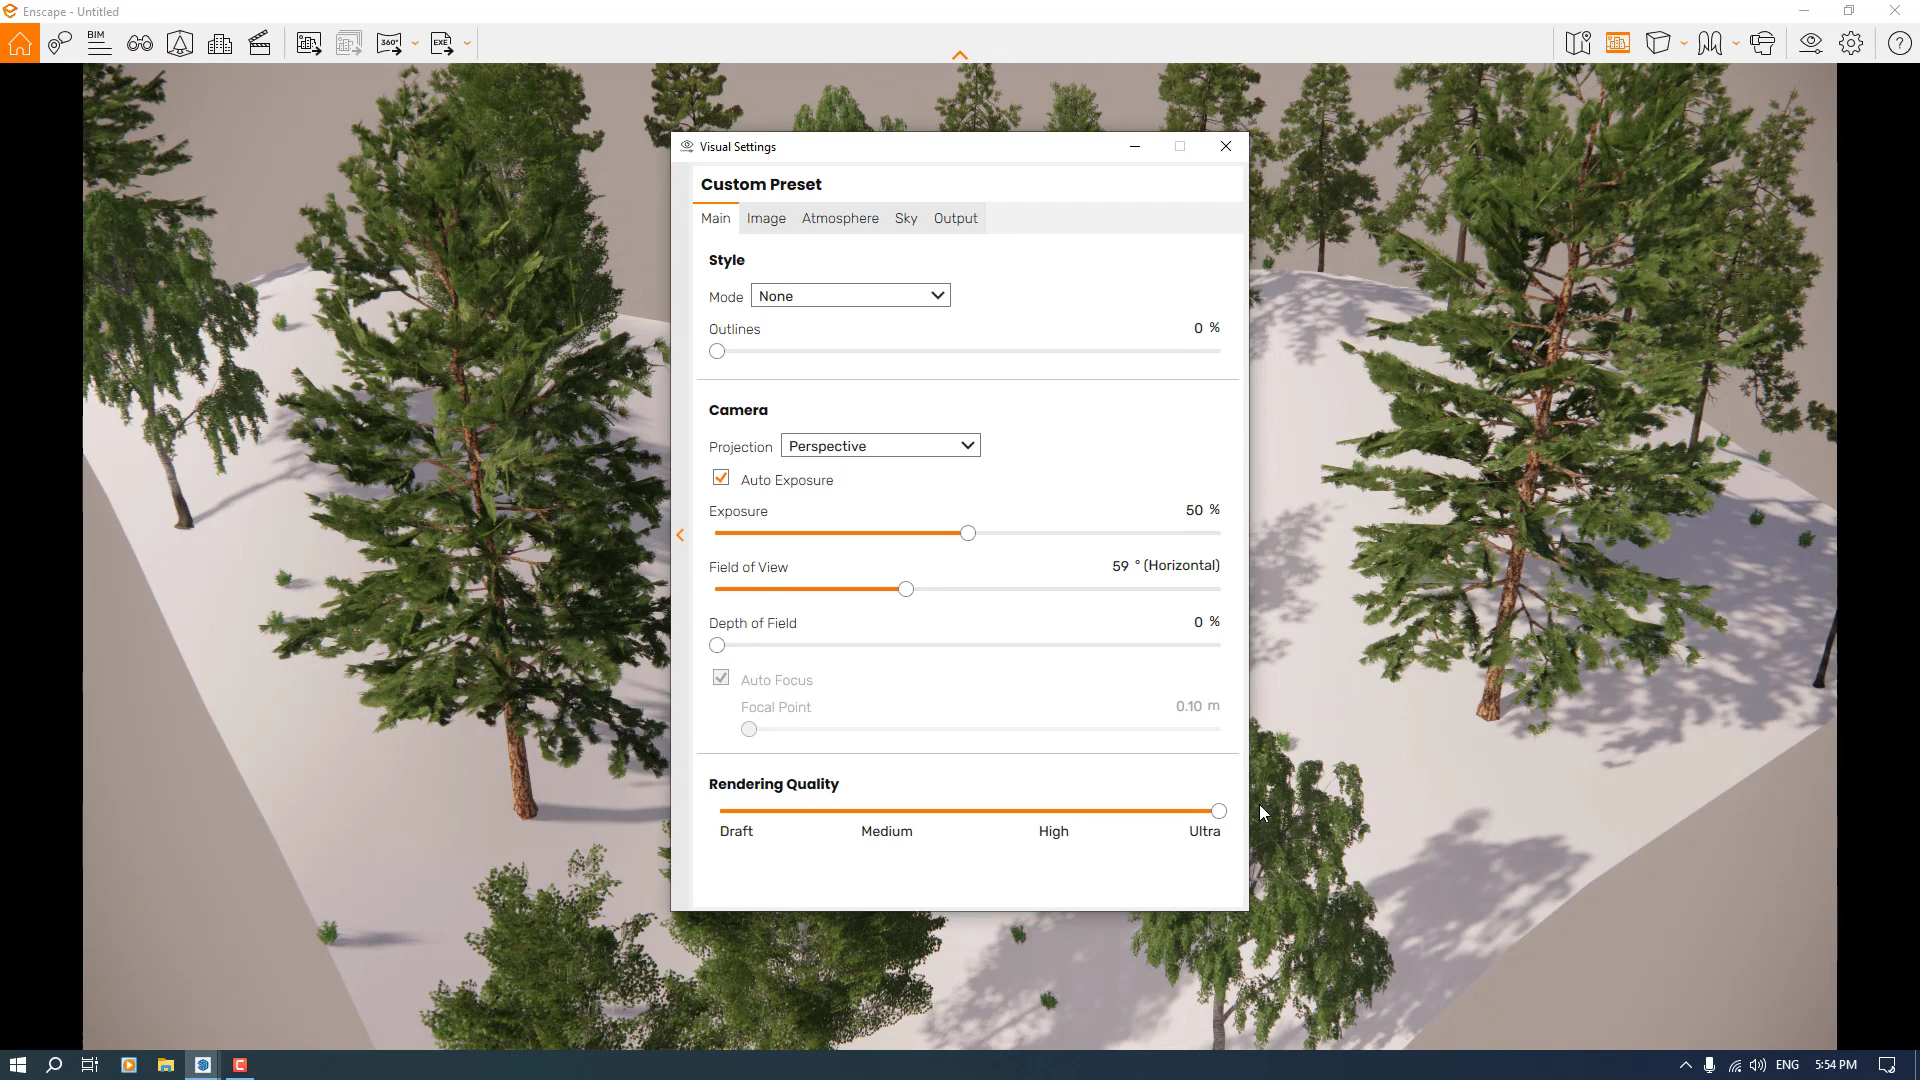 Enscape - Untitled
BIM
360°
EXE
Visual Settings
Custom Preset
Main Image Atmosphere Sky Output
Style
Mode None
Outlines 0 %
Camera
Projection Perspective
Auto Exposure
Exposure 50 %
Field of View 59 ° (Horizontal)
Depth of Field 0 %
Auto Focus
Focal Point 0.10 m
Rendering Quality
Draft Medium High Ultra
ENG 5:54 PM